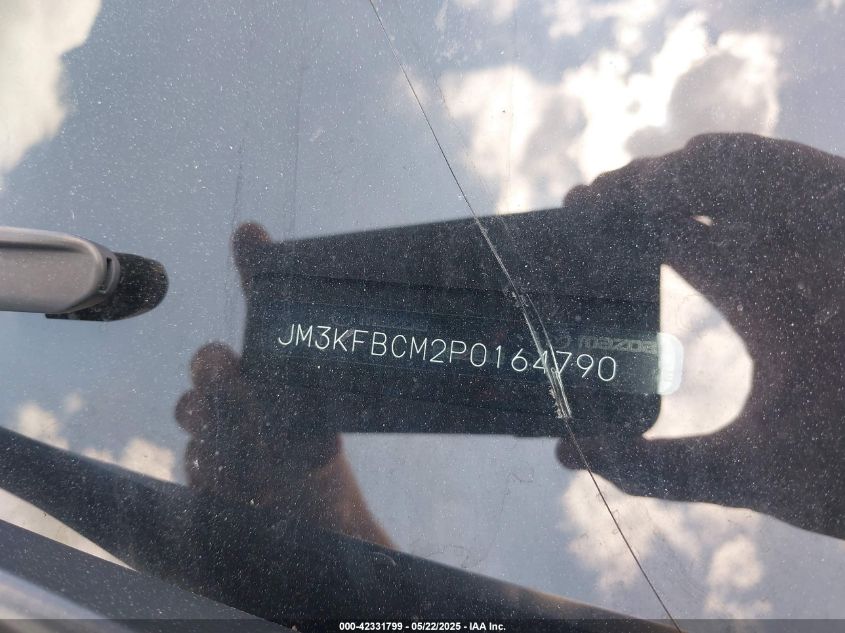 mazda
JM3KFBCM2P0164790
000-42331799 - 05/22/2025 - IAA Inc.